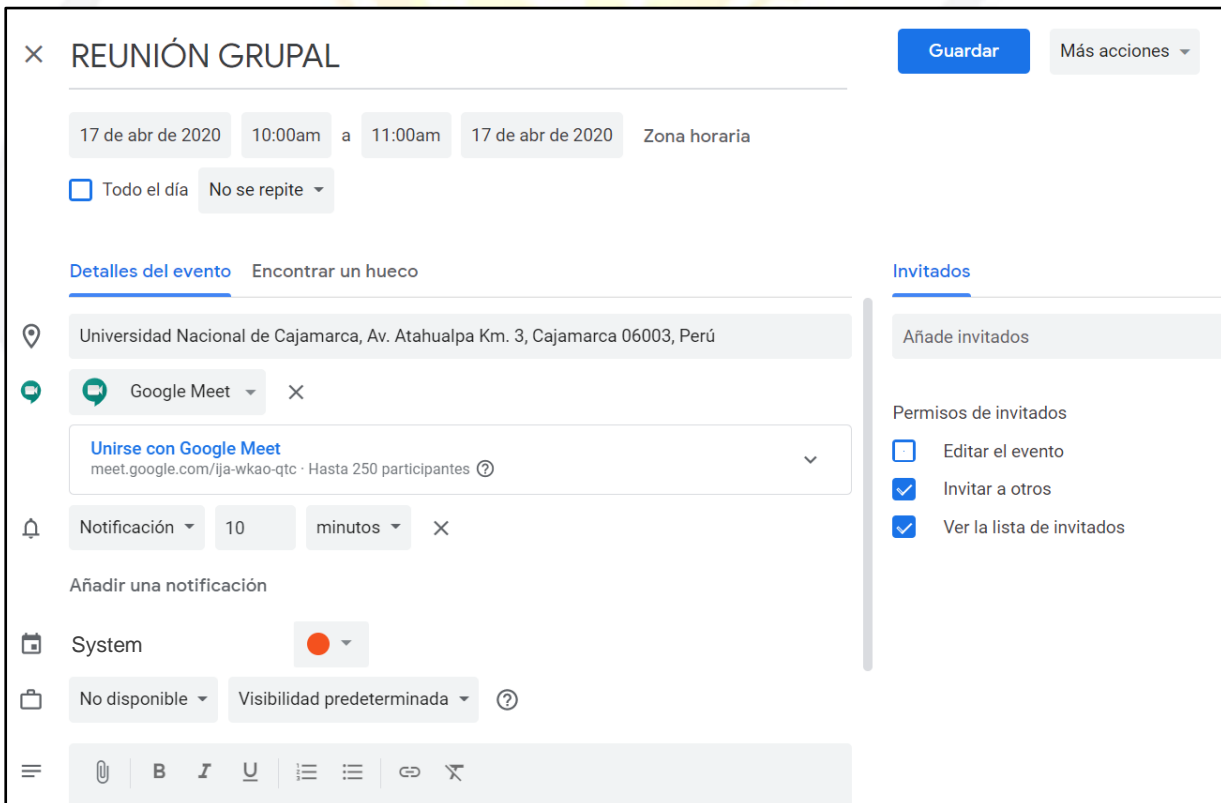 REUNIÓN GRUPAL
Guardar
Más acciones
17 de abr de 2020 10:00am a 11:00am 17 de abr de 2020 Zona horaria
Todo el día No se repite
Detalles del evento Encontrar un hueco
Invitados
Universidad Nacional de Cajamarca, Av. Atahualpa Km. 3, Cajamarca 06003, Perú
Añade invitados
Google Meet
Unirse con Google Meet
meet.google.com/ija-wkao-qtc · Hasta 250 participantes
Permisos de invitados
Editar el evento
Invitar a otros
Ver la lista de invitados
Notificación 10 minutos
Añadir una notificación
System
No disponible Visibilidad predeterminada
B I U